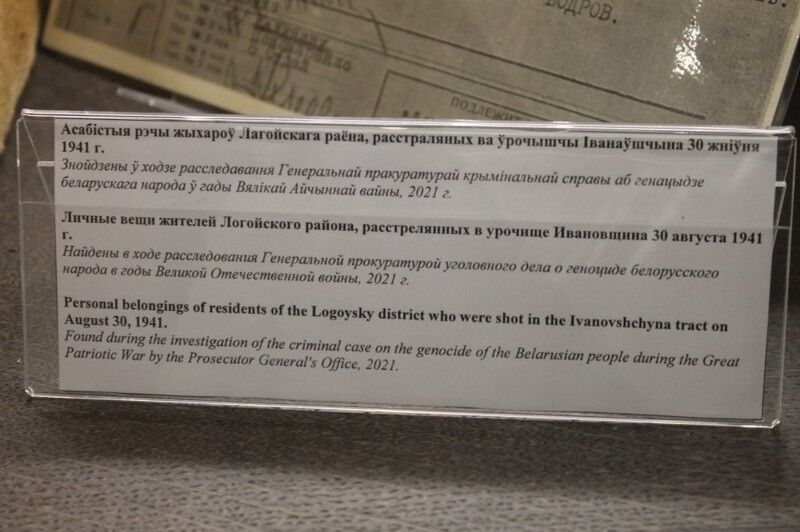 ВОДРОВ.
ПОДЛЕЖИТ
Асабістыя рэчы жыхароў Лагойскага раёна, расстраляных ва ўрочышчы Іванаўшчына 30 жніўня
1941 г.
Знойдзены ў ходзе расследавання Генеральнай пракуратурай крымінальнай справы аб генацыдзе
беларускага народа ў гады Вялікай Айчыннай вайны, 2021 г.
Личные вещи жителей Логойского района, расстрелянных в урочище Ивановщина 30 августа 1941
г.
Найдены в ходе расследования Генеральной прокуратурой уголовного дела о геноциде белорусского
народа в годы Великой Отечественной войны, 2021 г.
Personal belongings of residents of the Logoysky district who were shot in the Ivanovshchyna tract on
August 30, 1941.
Found during the investigation of the criminal case on the genocide of the Belarusian people during the Great
Patriotic War by the Prosecutor General's Office, 2021.